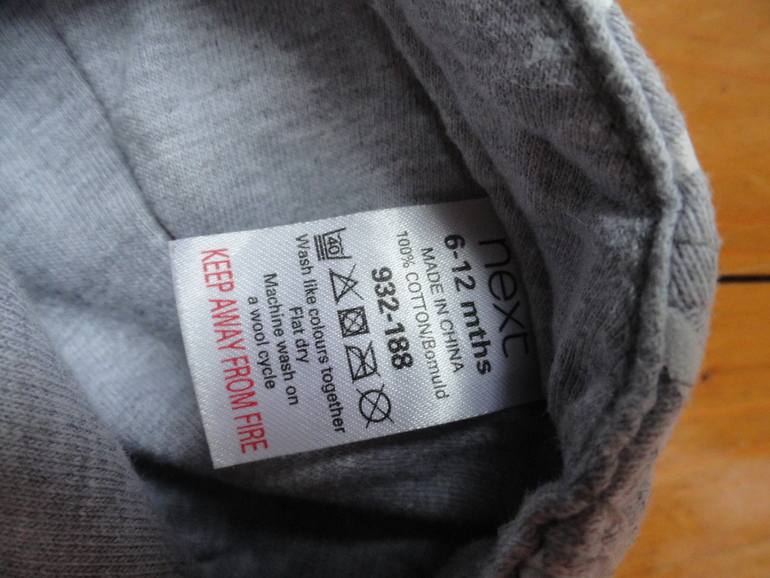 next
6-12 mths
MADE IN CHINA
100% COTTON/Bomuld
932-188
40
Wash like colours together
Flat dry
Machine wash on
a wool cycle
KEEP AWAY FROM FIRE